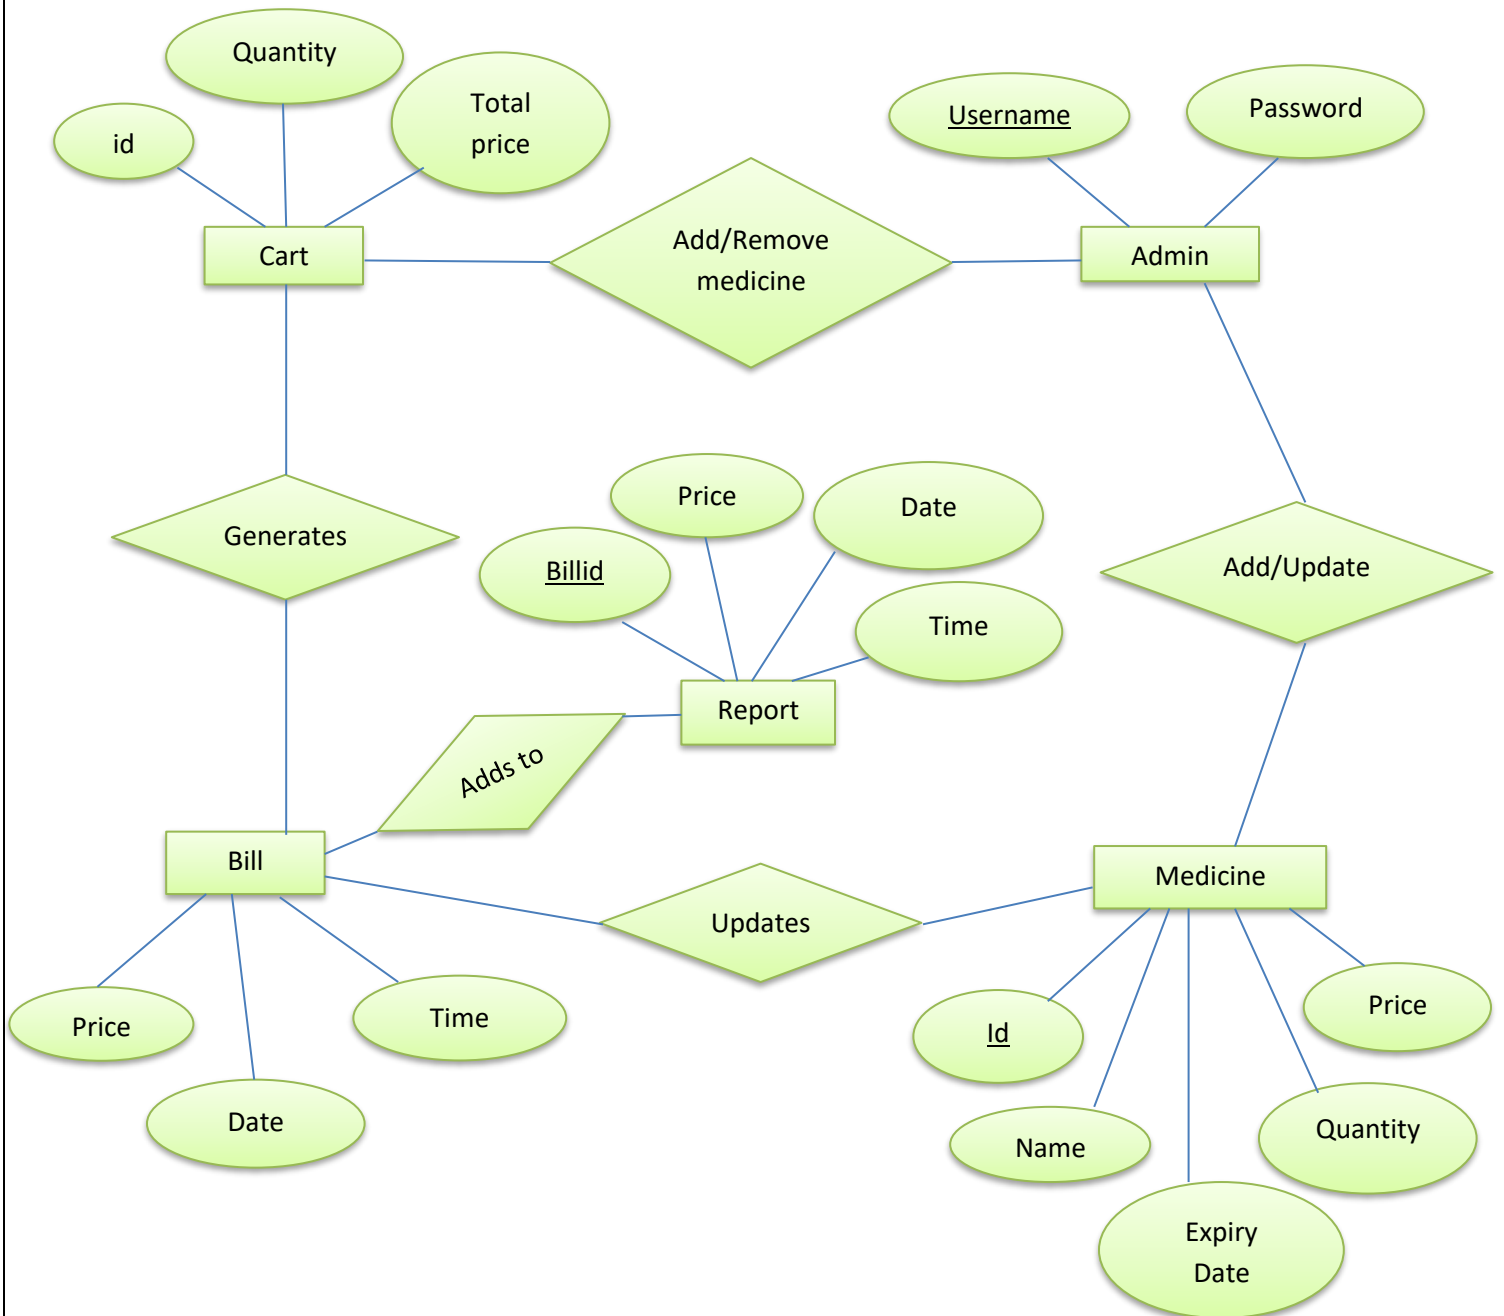 Quantity
Total
price
id
Username
Password
Cart
Add/Remove
medicine
Admin
Generates
Price
Date
Billid
Add/Update
Time
Report
Adds to
Bill
Medicine
Updates
Price
Time
Date
Id
Price
Name
Quantity
Expiry
Date